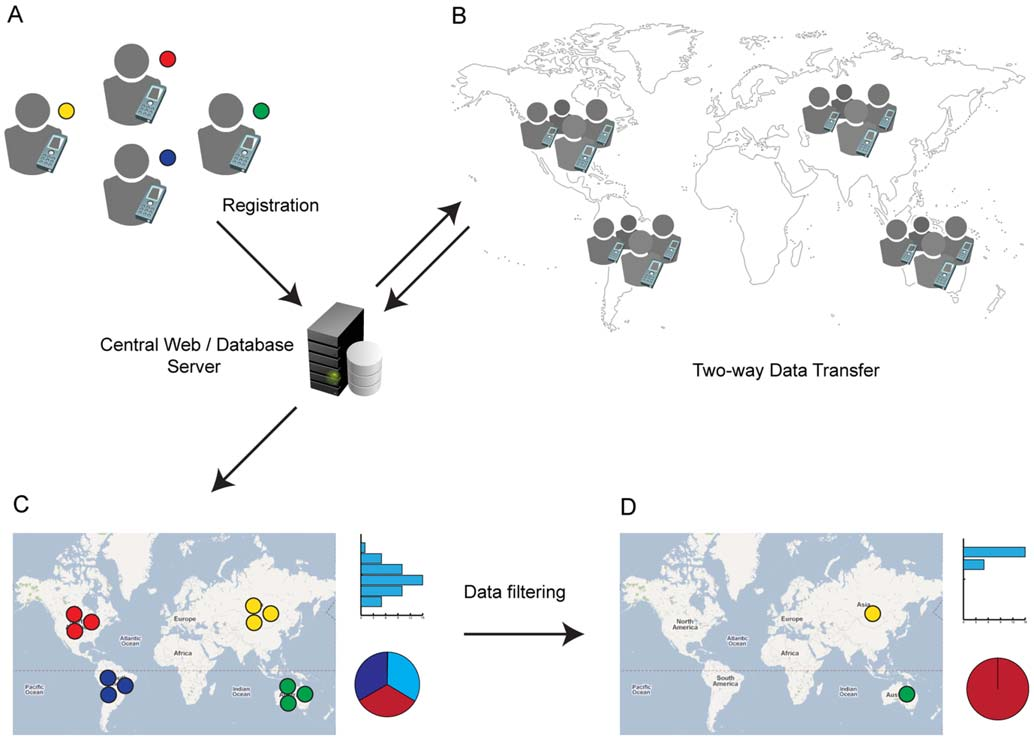 A
B
Registration
Central Web / Database
Server
Two-way Data Transfer
C
D
Data filtering
Europe
Atlantic
Ocean
Africa
Pacific
Ocean
Indian
Ocean
Asia
North
America
Europe
Atlantic
Ocean
Africa
South
America
Pacific
Ocean
Indian
Ocean
Aus